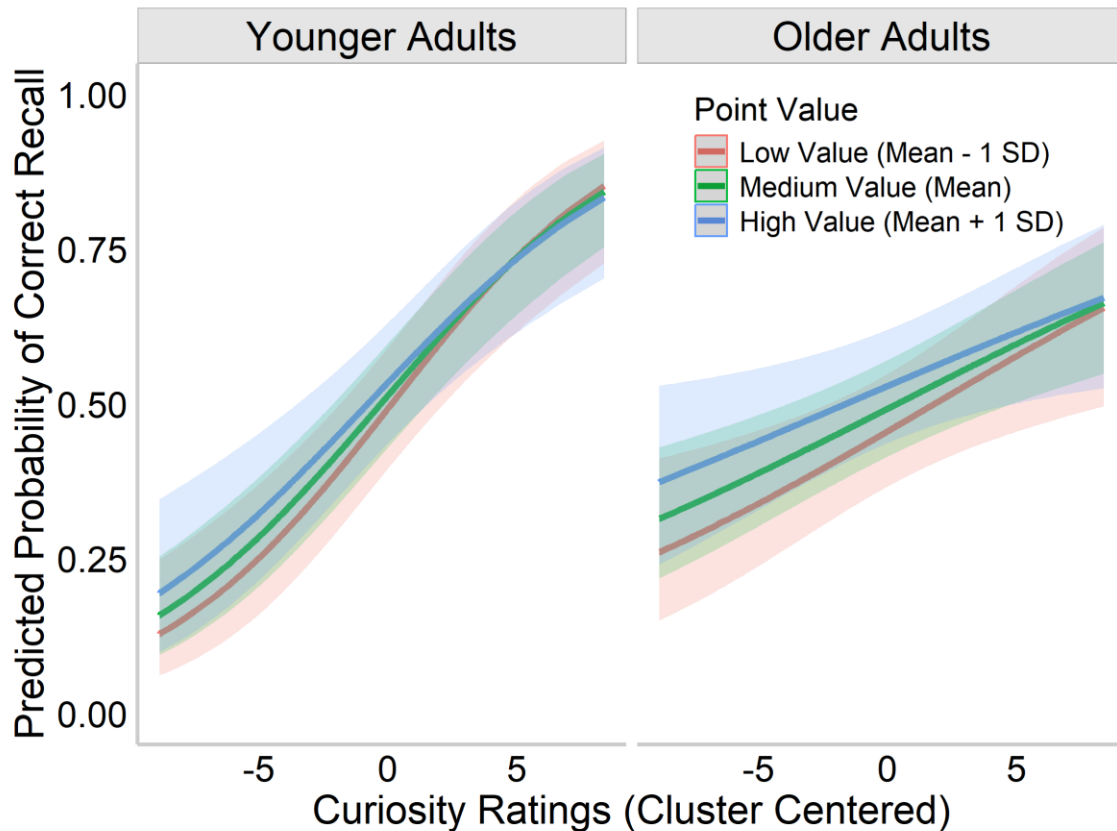 Younger Adults
Older Adults
Predicted Probability of Correct Recall
1.00
0.75
0.50
0.25
0.00
Point Value
Low Value (Mean - 1 SD)
Medium Value (Mean)
High Value (Mean + 1 SD)
-5 0 5
-5 0 5
Curiosity Ratings (Cluster Centered)